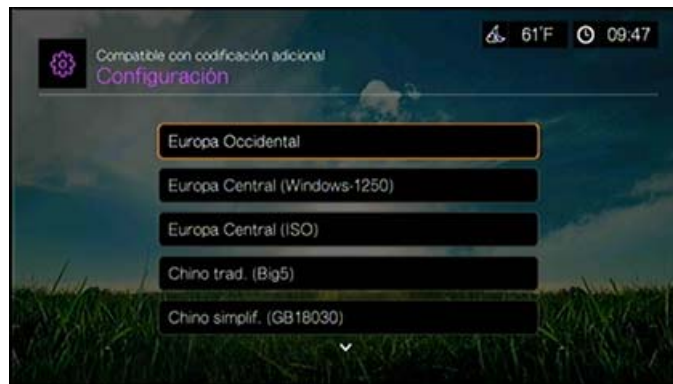 61°F 09:47
Compatible con codificación adicional
Configuración
Europa Occidental
Europa Central (Windows-1250)
Europa Central (ISO)
Chino trad. (Big5)
Chino simplif. (GB18030)